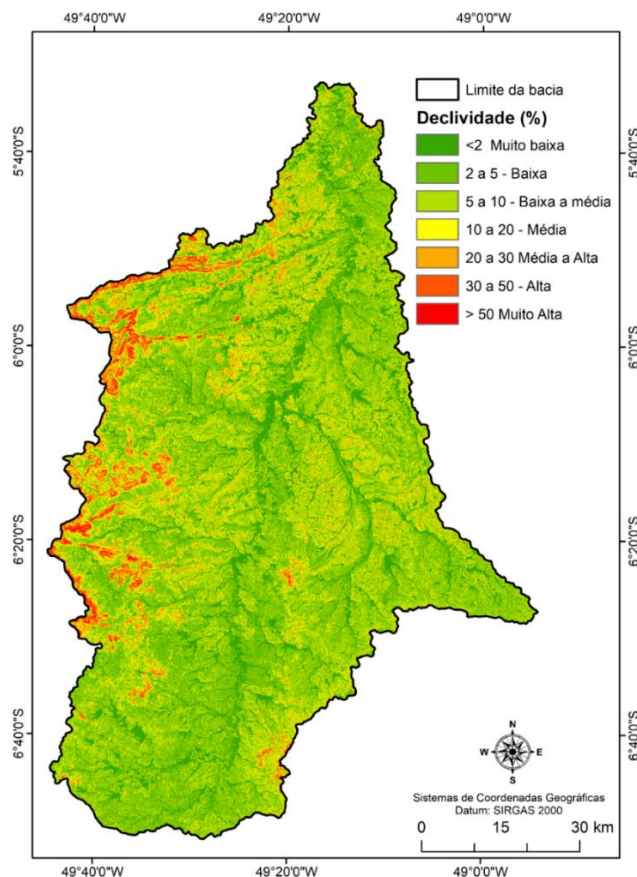 49°40'0"W 49°20'0"W 49°0'0"W
Limite da bacia
Declividade (%)
<2 Muito baixa
2 a 5 - Baixa
5 a 10 - Baixa a média
10 a 20 - Média
20 a 30 Média a Alta
30 a 50 - Alta
> 50 Muito Alta
5°40'0"S 5°40'0"S
6°0'0"S 6°0'0"S
6°20'0"S 6°20'0"S
6°40'0"S 6°40'0"S
N
W E
S
Sistemas de Coordenadas Geográficas
Datum: SIRGAS 2000
0 15 30 km
49°40'0"W 49°20'0"W 49°0'0"W